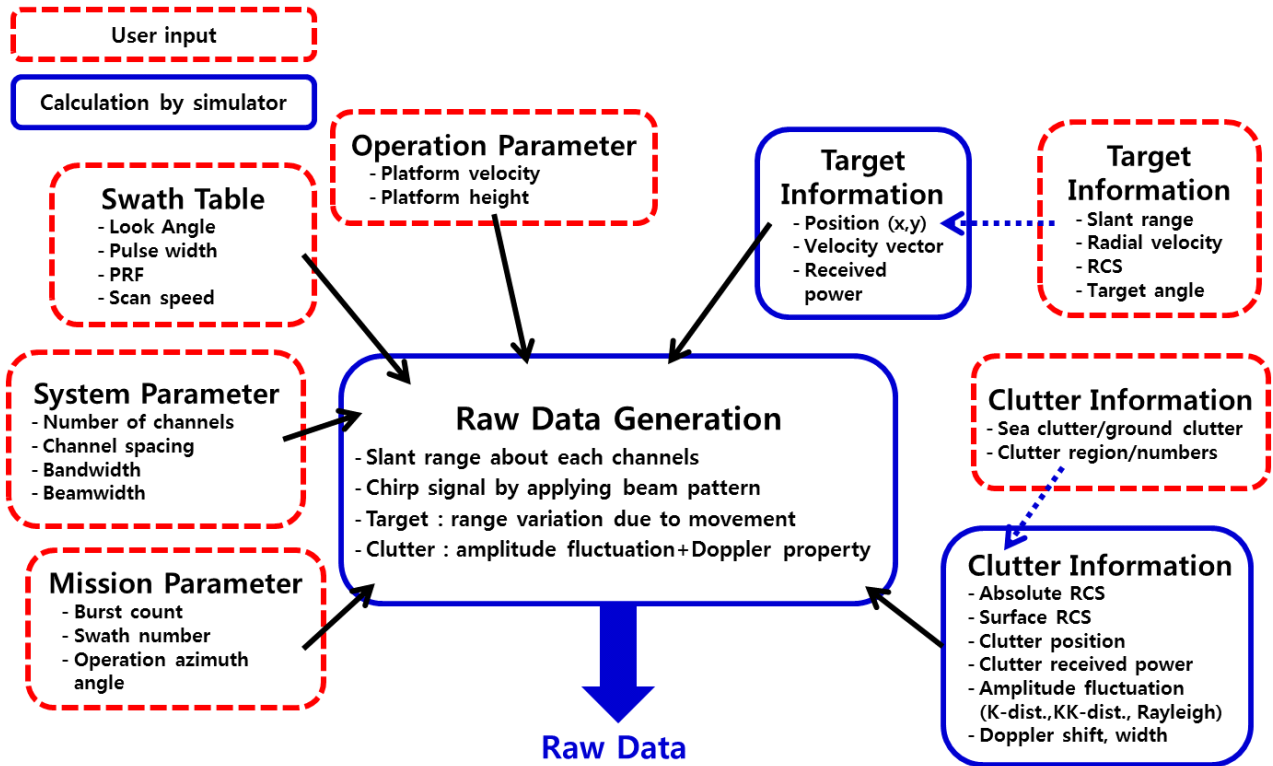 User input
Calculation by simulator
Operation Parameter
- Platform velocity
- Platform height
Swath Table
- Look Angle
- Pulse width
- PRF
- Scan speed
Target
Information
- Position (x,y)
- Velocity vector
- Received
power
Target
Information
- Slant range
- Radial velocity
- RCS
- Target angle
System Parameter
- Number of channels
- Channel spacing
- Bandwidth
- Beamwidth
Raw Data Generation
- Slant range about each channels
- Chirp signal by applying beam pattern
- Target : range variation due to movement
- Clutter : amplitude fluctuation+Doppler property
Clutter Information
- Sea clutter/ground clutter
- Clutter region/numbers
Mission Parameter
- Burst count
- Swath number
- Operation azimuth
angle
Clutter Information
- Absolute RCS
- Surface RCS
- Clutter position
- Clutter received power
- Amplitude fluctuation
(K-dist.,KK-dist., Rayleigh)
- Doppler shift, width
Raw Data